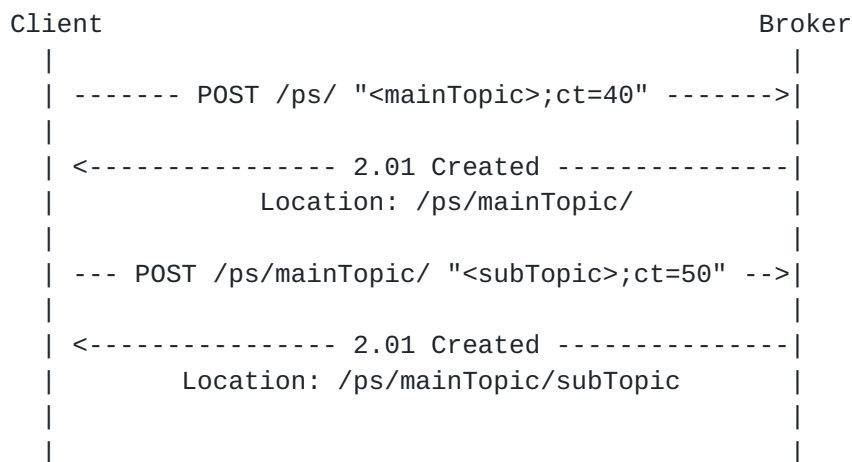 Client                                          Broker
  |                                                |
  | ------- POST /ps/ "<mainTopic>;ct=40" ------->|
  |                                                |
  | <---------------- 2.01 Created ---------------|
  |             Location: /ps/mainTopic/           |
  |                                                |
  | --- POST /ps/mainTopic/ "<subTopic>;ct=50" -->|
  |                                                |
  | <---------------- 2.01 Created ---------------|
  |        Location: /ps/mainTopic/subTopic        |
  |                                                |
  |                                                |